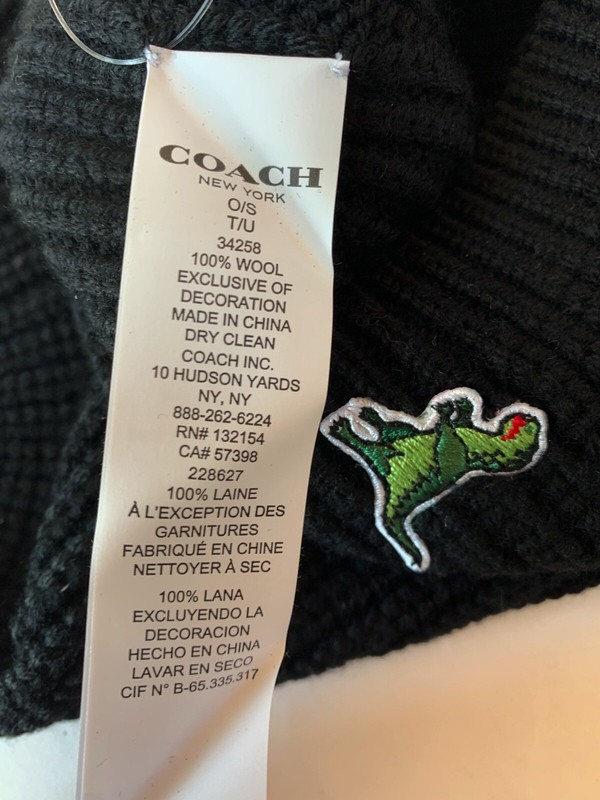 COACH
NEW YORK
O/S
T/U
34258
100% WOOL
EXCLUSIVE OF
DECORATION
MADE IN CHINA
DRY CLEAN
COACH INC.
10 HUDSON YARDS
NY, NY
888-262-6224
RN# 132154
CA# 57398
228627
100% LAINE
À L'EXCEPTION DES
GARNITURES
FABRIQUÉ EN CHINE
NETTOYER À SEC
100% LANA
EXCLUYENDO LA
DECORACION
HECHO EN CHINA
LAVAR EN SECO
CIF N° B-65.335.317